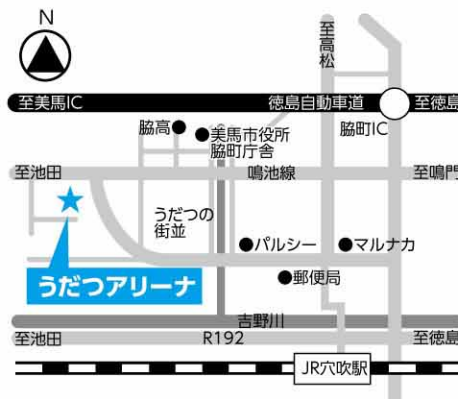 N
至高松
至美馬IC
徳島自動車道
至徳島
脇町IC
脇高
美馬市役所
脇町庁舎
至池田
鳴池線
至鳴門
うだつの
街並
パルシー
マルナカ
うだつアリーナ
郵便局
吉野川
至池田
R192
至徳島
JR穴吹駅